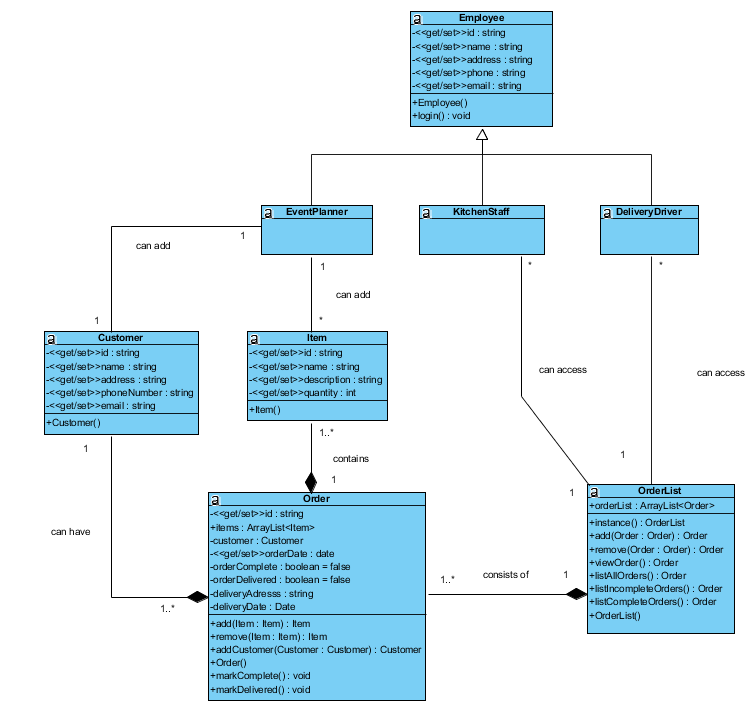 Employee
-<<get/set>>id : string
-<<get/set>>name : string
-<<get/set>>address : string
-<<get/set>>phone : string
-<<get/set>>email : string
+Employee()
+login() : void
EventPlanner
KitchenStaff
DeliveryDriver
1
can add
1
1
can add
*
*
can access
1
*
can access
1
Customer
-<<get/set>>id : string
-<<get/set>>name : string
-<<get/set>>address : string
-<<get/set>>phoneNumber : string
-<<get/set>>email : string
+Customer()
Item
-<<get/set>>id : string
-<<get/set>>name : string
-<<get/set>>description : string
-<<get/set>>quantity : int
+Item()
1
can have
1..*
1..*
contains
1
Order
-<<get/set>>id : string
+items : ArrayList<Item>
-customer : Customer
-<<get/set>>orderDate : date
-orderComplete : boolean = false
-orderDelivered : boolean = false
-deliveryAdresss : string
-deliveryDate : Date
+add(Item : Item) : Item
+remove(Item : Item) : Item
+addCustomer(Customer : Customer) : Customer
+Order()
+markComplete() : void
+markDelivered() : void
1..*
consists of
1
OrderList
+orderList : ArrayList<Order>
+instance() : OrderList
+add(Order : Order) : Order
+remove(Order : Order) : Order
+viewOrder() : Order
+listAllOrders() : Order
+listIncompleteOrders() : Order
+listCompleteOrders() : Order
+OrderList()